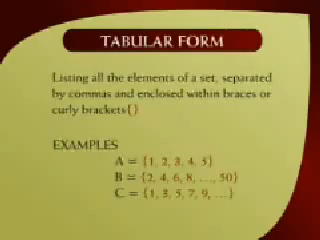 TABULAR FORM
Listing all the elements of a set, separated
by commas and enclosed within braces or
curly brackets{}
EXAMPLES
A = {1, 2, 3, 4, 5}
B = {2, 4, 6, 8, ..., 50}
C = {1, 3, 5, 7, 9, ...}